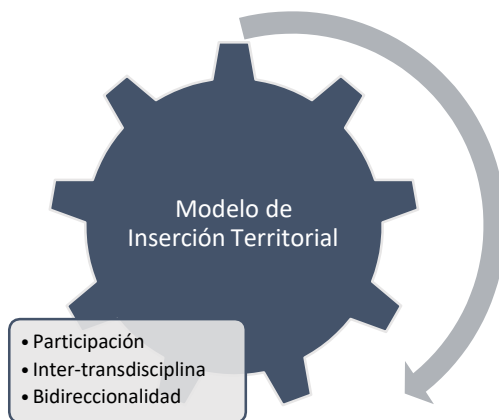 Modelo de
Inserción Territorial
• Participación
• Inter-transdisciplina
• Bidireccionalidad